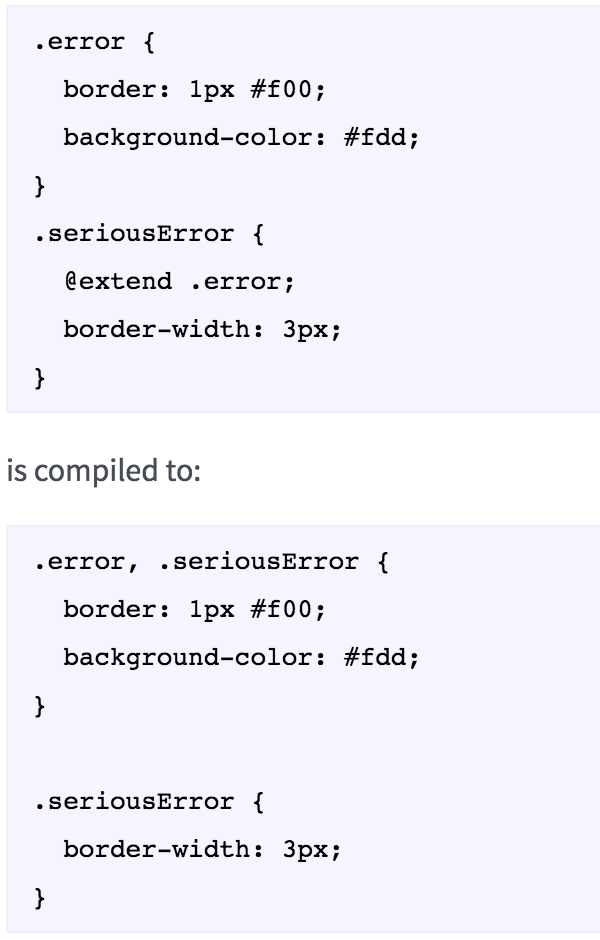 .error {
  border: 1px #f00;
  background-color: #fdd;
}
.seriousError {
  @extend .error;
  border-width: 3px;
}
is compiled to:
.error, .seriousError {
  border: 1px #f00;
  background-color: #fdd;
}

.seriousError {
  border-width: 3px;
}